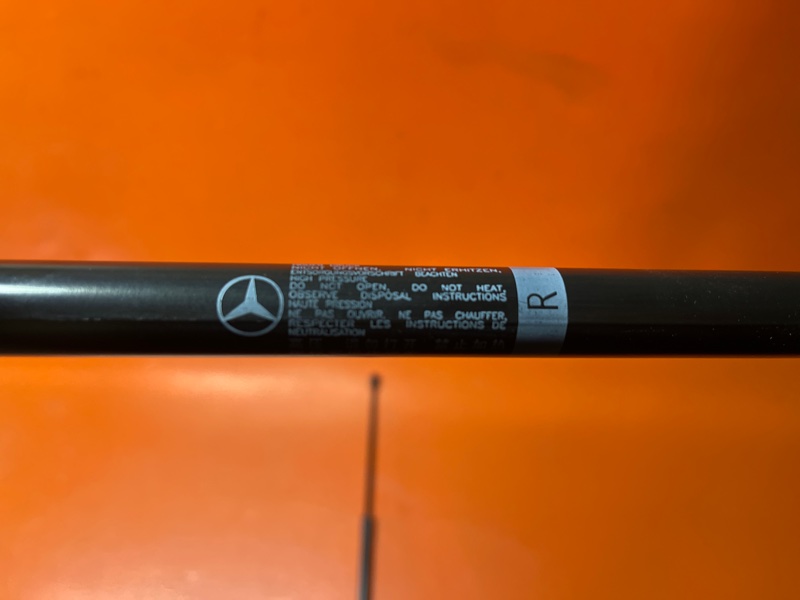 NICHT ÖFFNEN, NICHT ERHITZEN,
ENTSORGUNGSVORSCHRIFT BEACHTEN
HIGH PRESSURE
DO NOT OPEN, DO NOT HEAT,
OBSERVE DISPOSAL INSTRUCTIONS
HAUTE PRESSION
NE PAS OUVRIR, NE PAS CHAUFFER,
RESPECTER LES INSTRUCTIONS DE
NEUTRALISATION
R